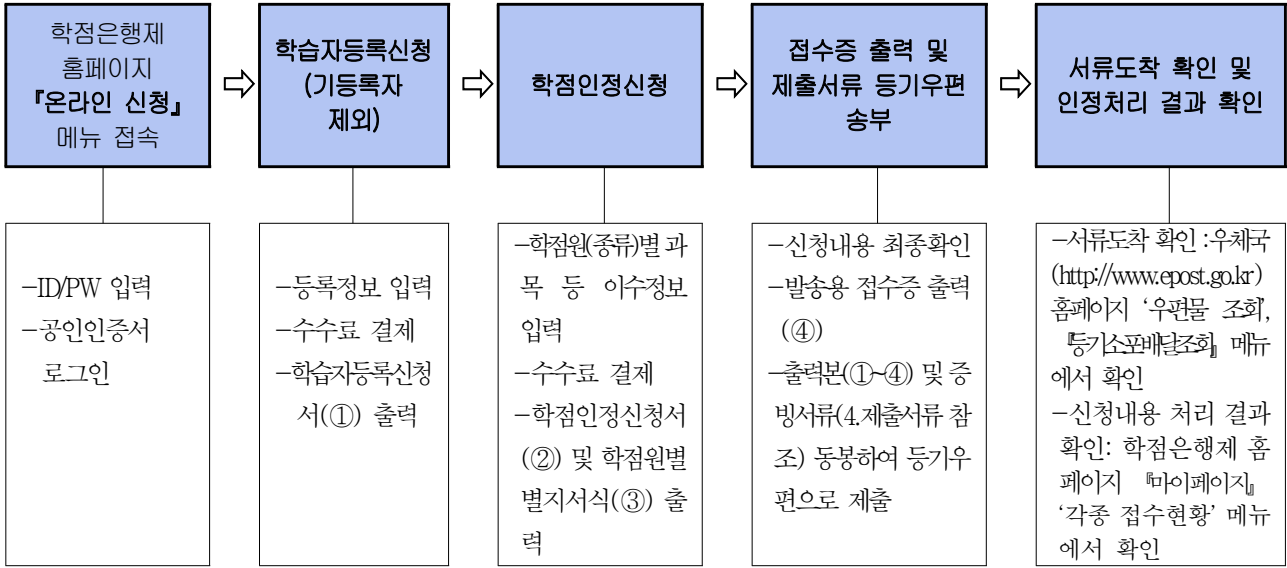 학점은행제
홈페이지
『온라인 신청』
메뉴 접속
학습자등록신청
(기등록자
제외)
학점인정신청
접수증 출력 및
제출서류 등기우편
송부
서류도착 확인 및
인정처리 결과 확인
-ID/PW 입력
-공인인증서
로그인
-등록정보 입력
-수수료 결제
-학습자등록신청
서(①) 출력
-학점원(종류)별 과
목 등 이수정보
입력
-수수료 결제
-학점인정신청서
(②) 및 학점원별
별지서식(③) 출
력
-신청내용 최종확인
-발송용 접수증 출력
(④)
-출력본(①~④) 및 증
빙서류(4.제출서류 참
조) 동봉하여 등기우
편으로 제출
-서류도착 확인 :우체국
(http://www.epost.go.kr)
홈페이지 ‘우편물 조회’,
『등기소포배달조회』 메뉴
에서 확인
-신청내용 처리 결과
확인: 학점은행제 홈
페이지 『마이페이지』
‘각종 접수현황’ 메뉴
에서 확인